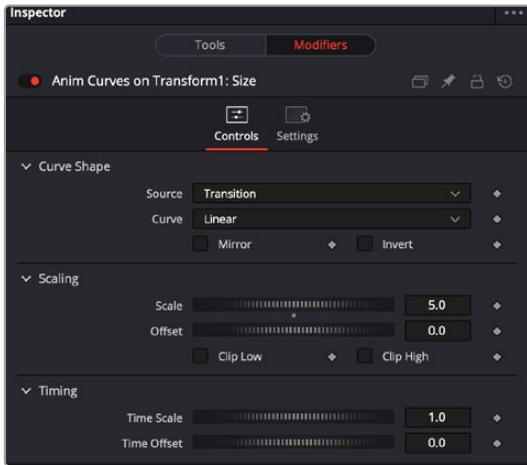 Inspector
Tools Modifiers
Anim Curves on Transform1: Size
Controls Settings
Curve Shape
Source Transition
Curve Linear
Mirror Invert
Scaling
Scale 5.0
Offset 0.0
Clip Low Clip High
Timing
Time Scale 1.0
Time Offset 0.0